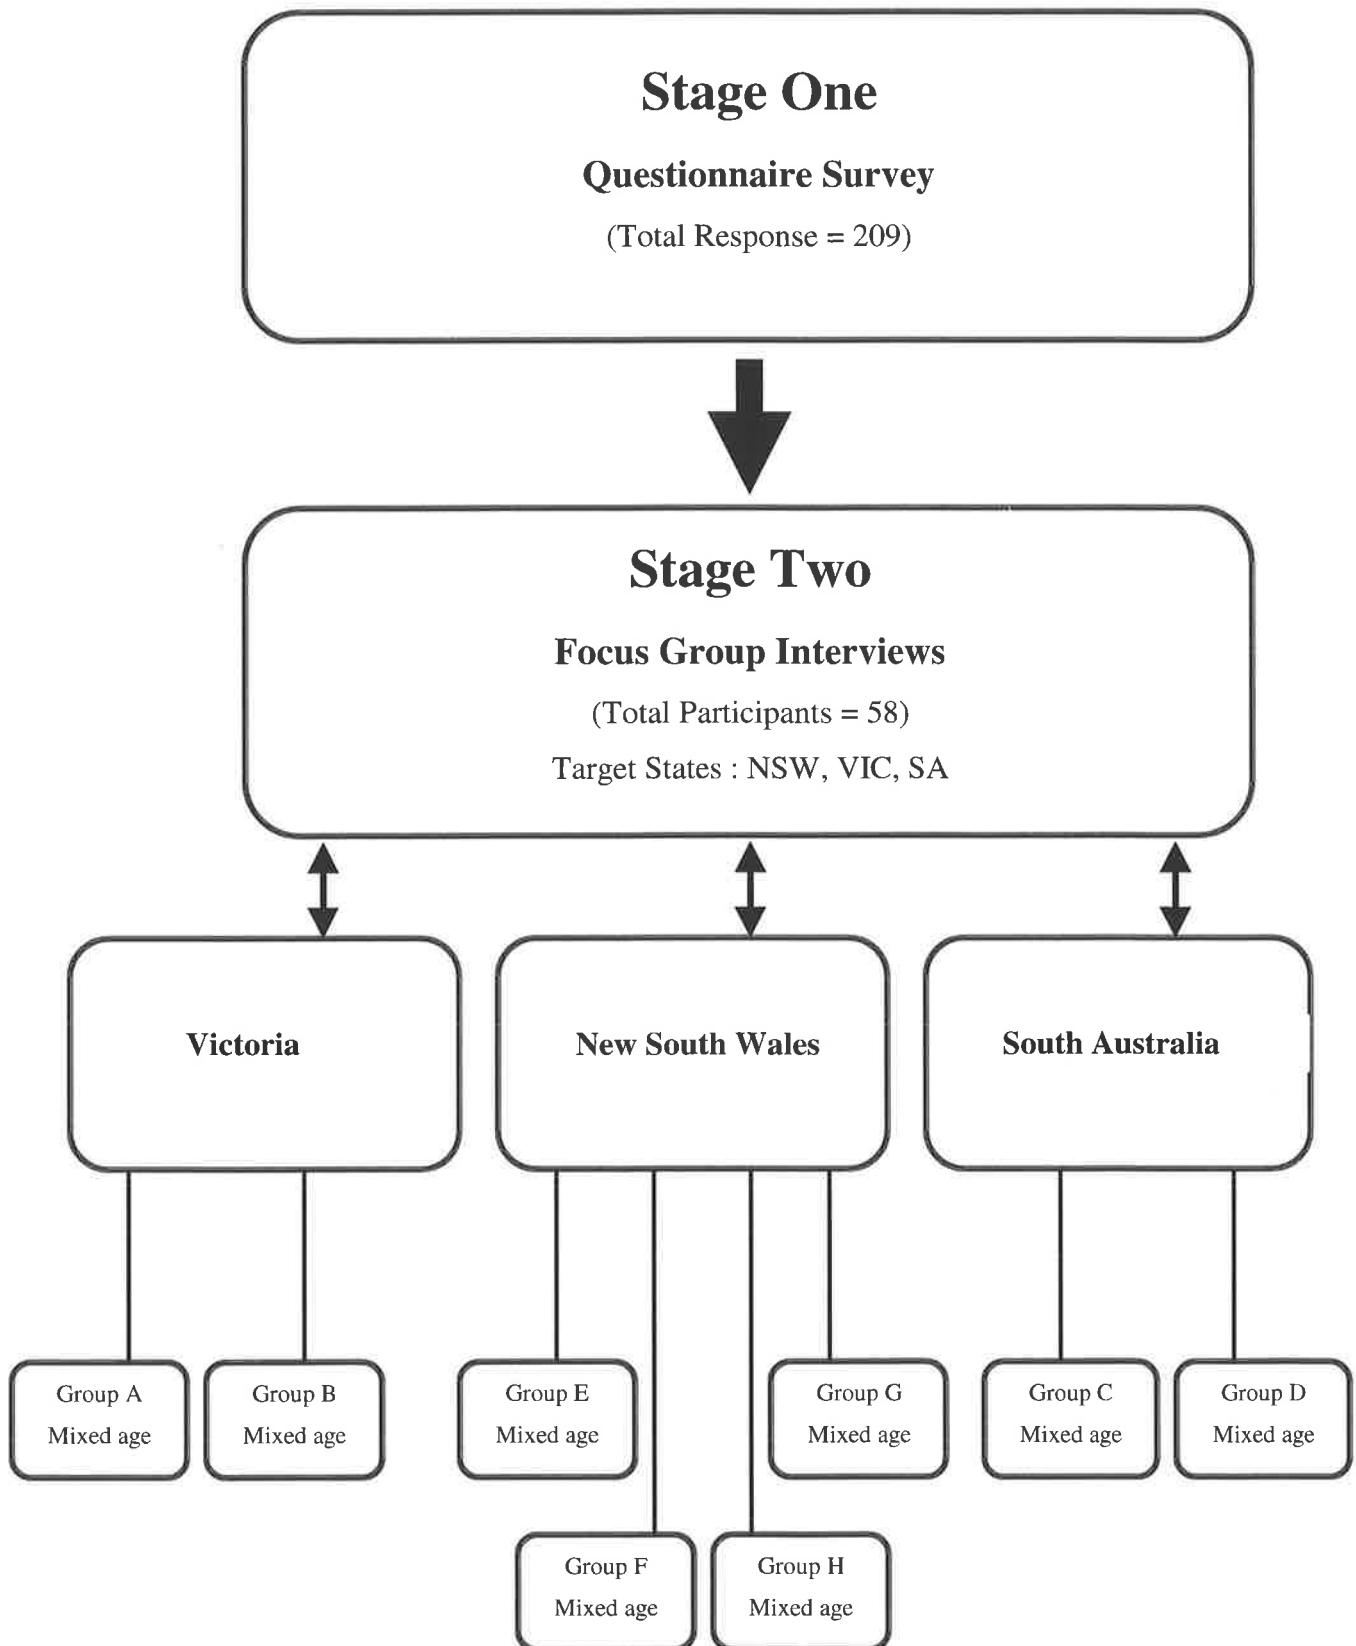 Stage One
Questionnaire Survey
(Total Response = 209)
Stage Two
Focus Group Interviews
(Total Participants = 58)
Target States : NSW, VIC, SA
Victoria
New South Wales
South Australia
Group A
Mixed age
Group B
Mixed age
Group E
Mixed age
Group G
Mixed age
Group C
Mixed age
Group D
Mixed age
Group F
Mixed age
Group H
Mixed age